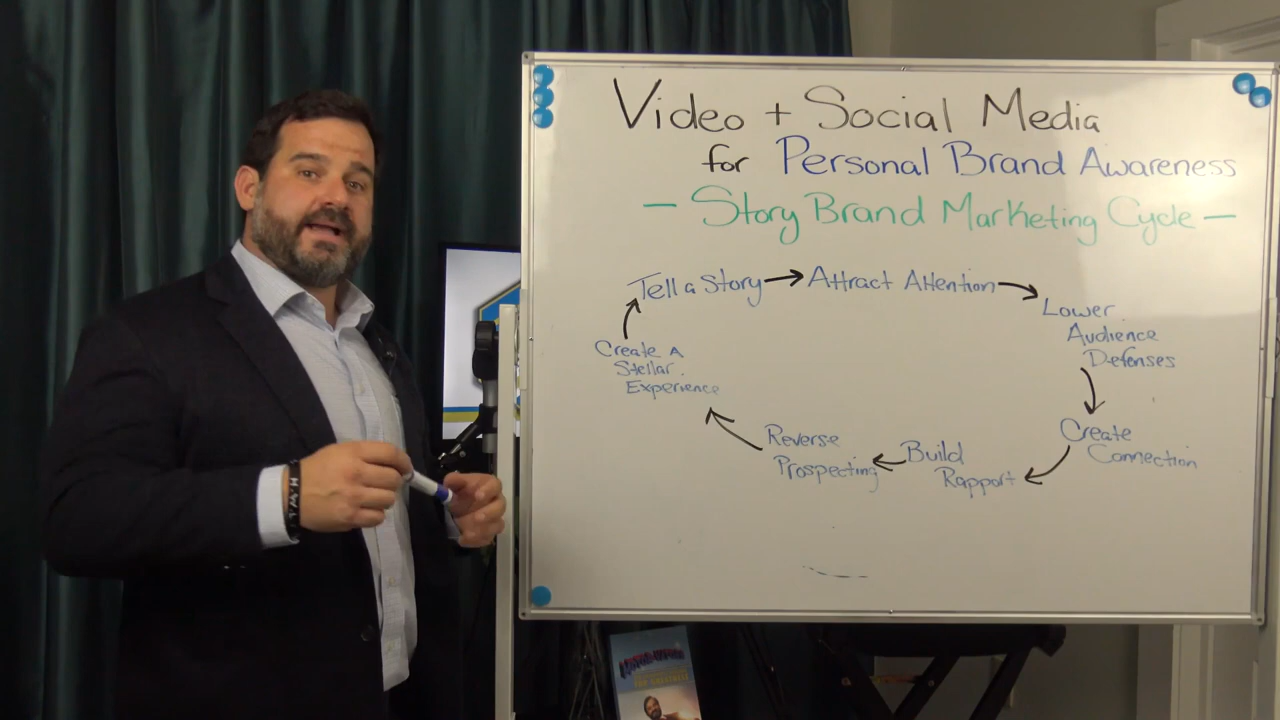 Video + Social Media
for Personal Brand Awareness
- Story Brand Marketing Cycle -
Tell a Story
Attract Attention
Lower
Audience
Defenses
Create
Connection
Build
Rapport
Reverse
Prospecting
Create A
Stellar
Experience